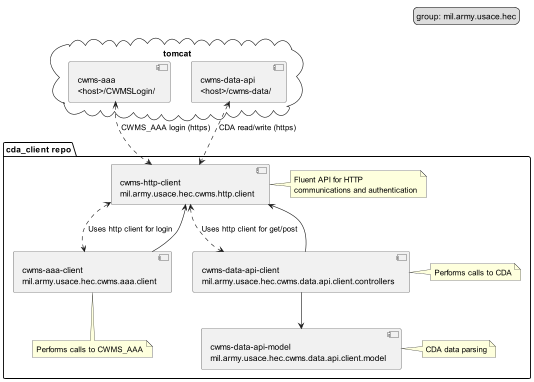 group: mil.army.usace.hec
tomcat
cwms-aaa
<host>/CWMSLogin/
cwms-data-api
<host>/cwms-data/
CWMS_AAA login (https)
CDA read/write (https)
cda_client repo
cwms-http-client
mil.army.usace.hec.cwms.http.client
Fluent API for HTTP
communications and authentication
Uses http client for login
Uses http client for get/post
cwms-aaa-client
mil.army.usace.hec.cwms.aaa.client
cwms-data-api-client
mil.army.usace.hec.cwms.data.api.client.controllers
Performs calls to CDA
Performs calls to CWMS_AAA
cwms-data-api-model
mil.army.usace.hec.cwms.data.api.client.model
CDA data parsing